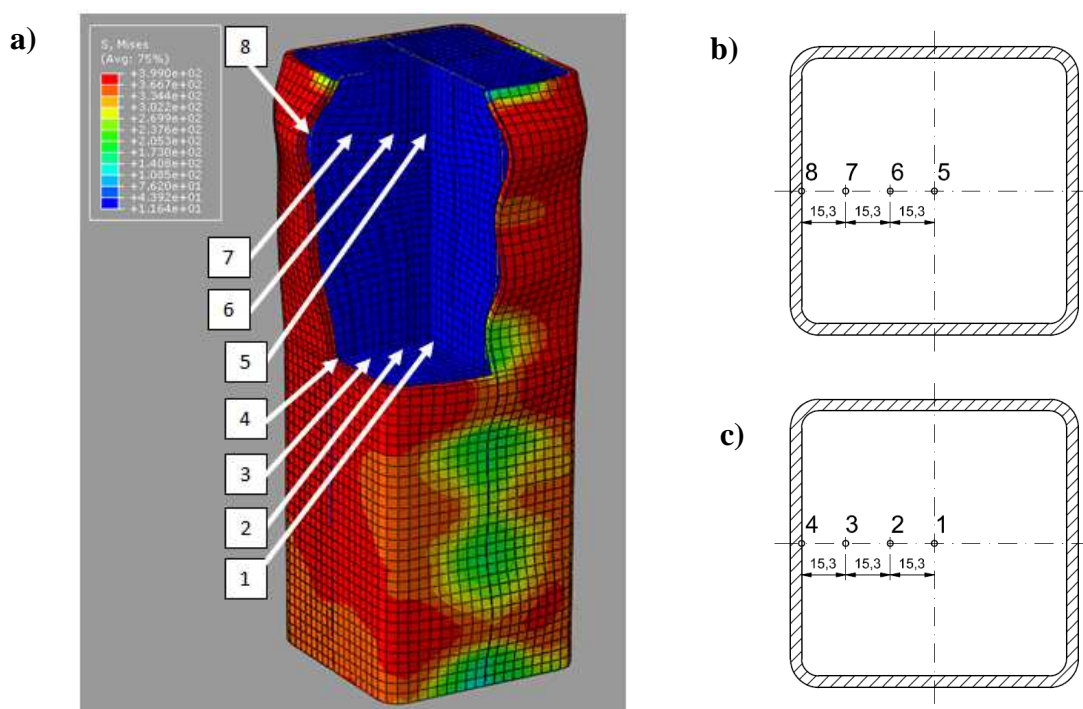 a)
S, Mises
(Avg: 75%)
+3.990e+02
+3.667e+02
+3.344e+02
+3.022e+02
+2.699e+02
+2.376e+02
+2.053e+02
+1.730e+02
+1.408e+02
+1.085e+02
+7.620e+01
+4.392e+01
+1.164e+01
8
7
6
5
4
3
2
1
b)
8 7 6 5
15,3 15,3 15,3
c)
4 3 2 1
15,3 15,3 15,3